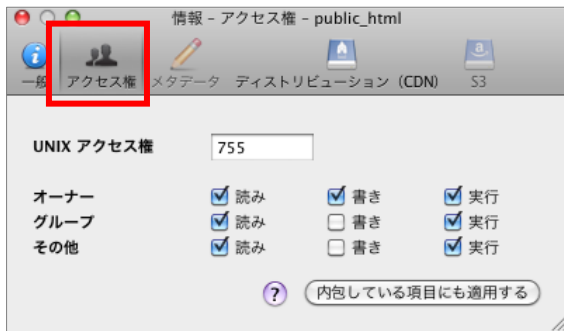 情報 – アクセス権 – public_html
一般 アクセス権 メタデータ ディストリビューション（CDN） S3
UNIX アクセス権 755
オーナー 読み 書き 実行
グループ 読み 書き 実行
その他 読み 書き 実行
? 内包している項目にも適用する